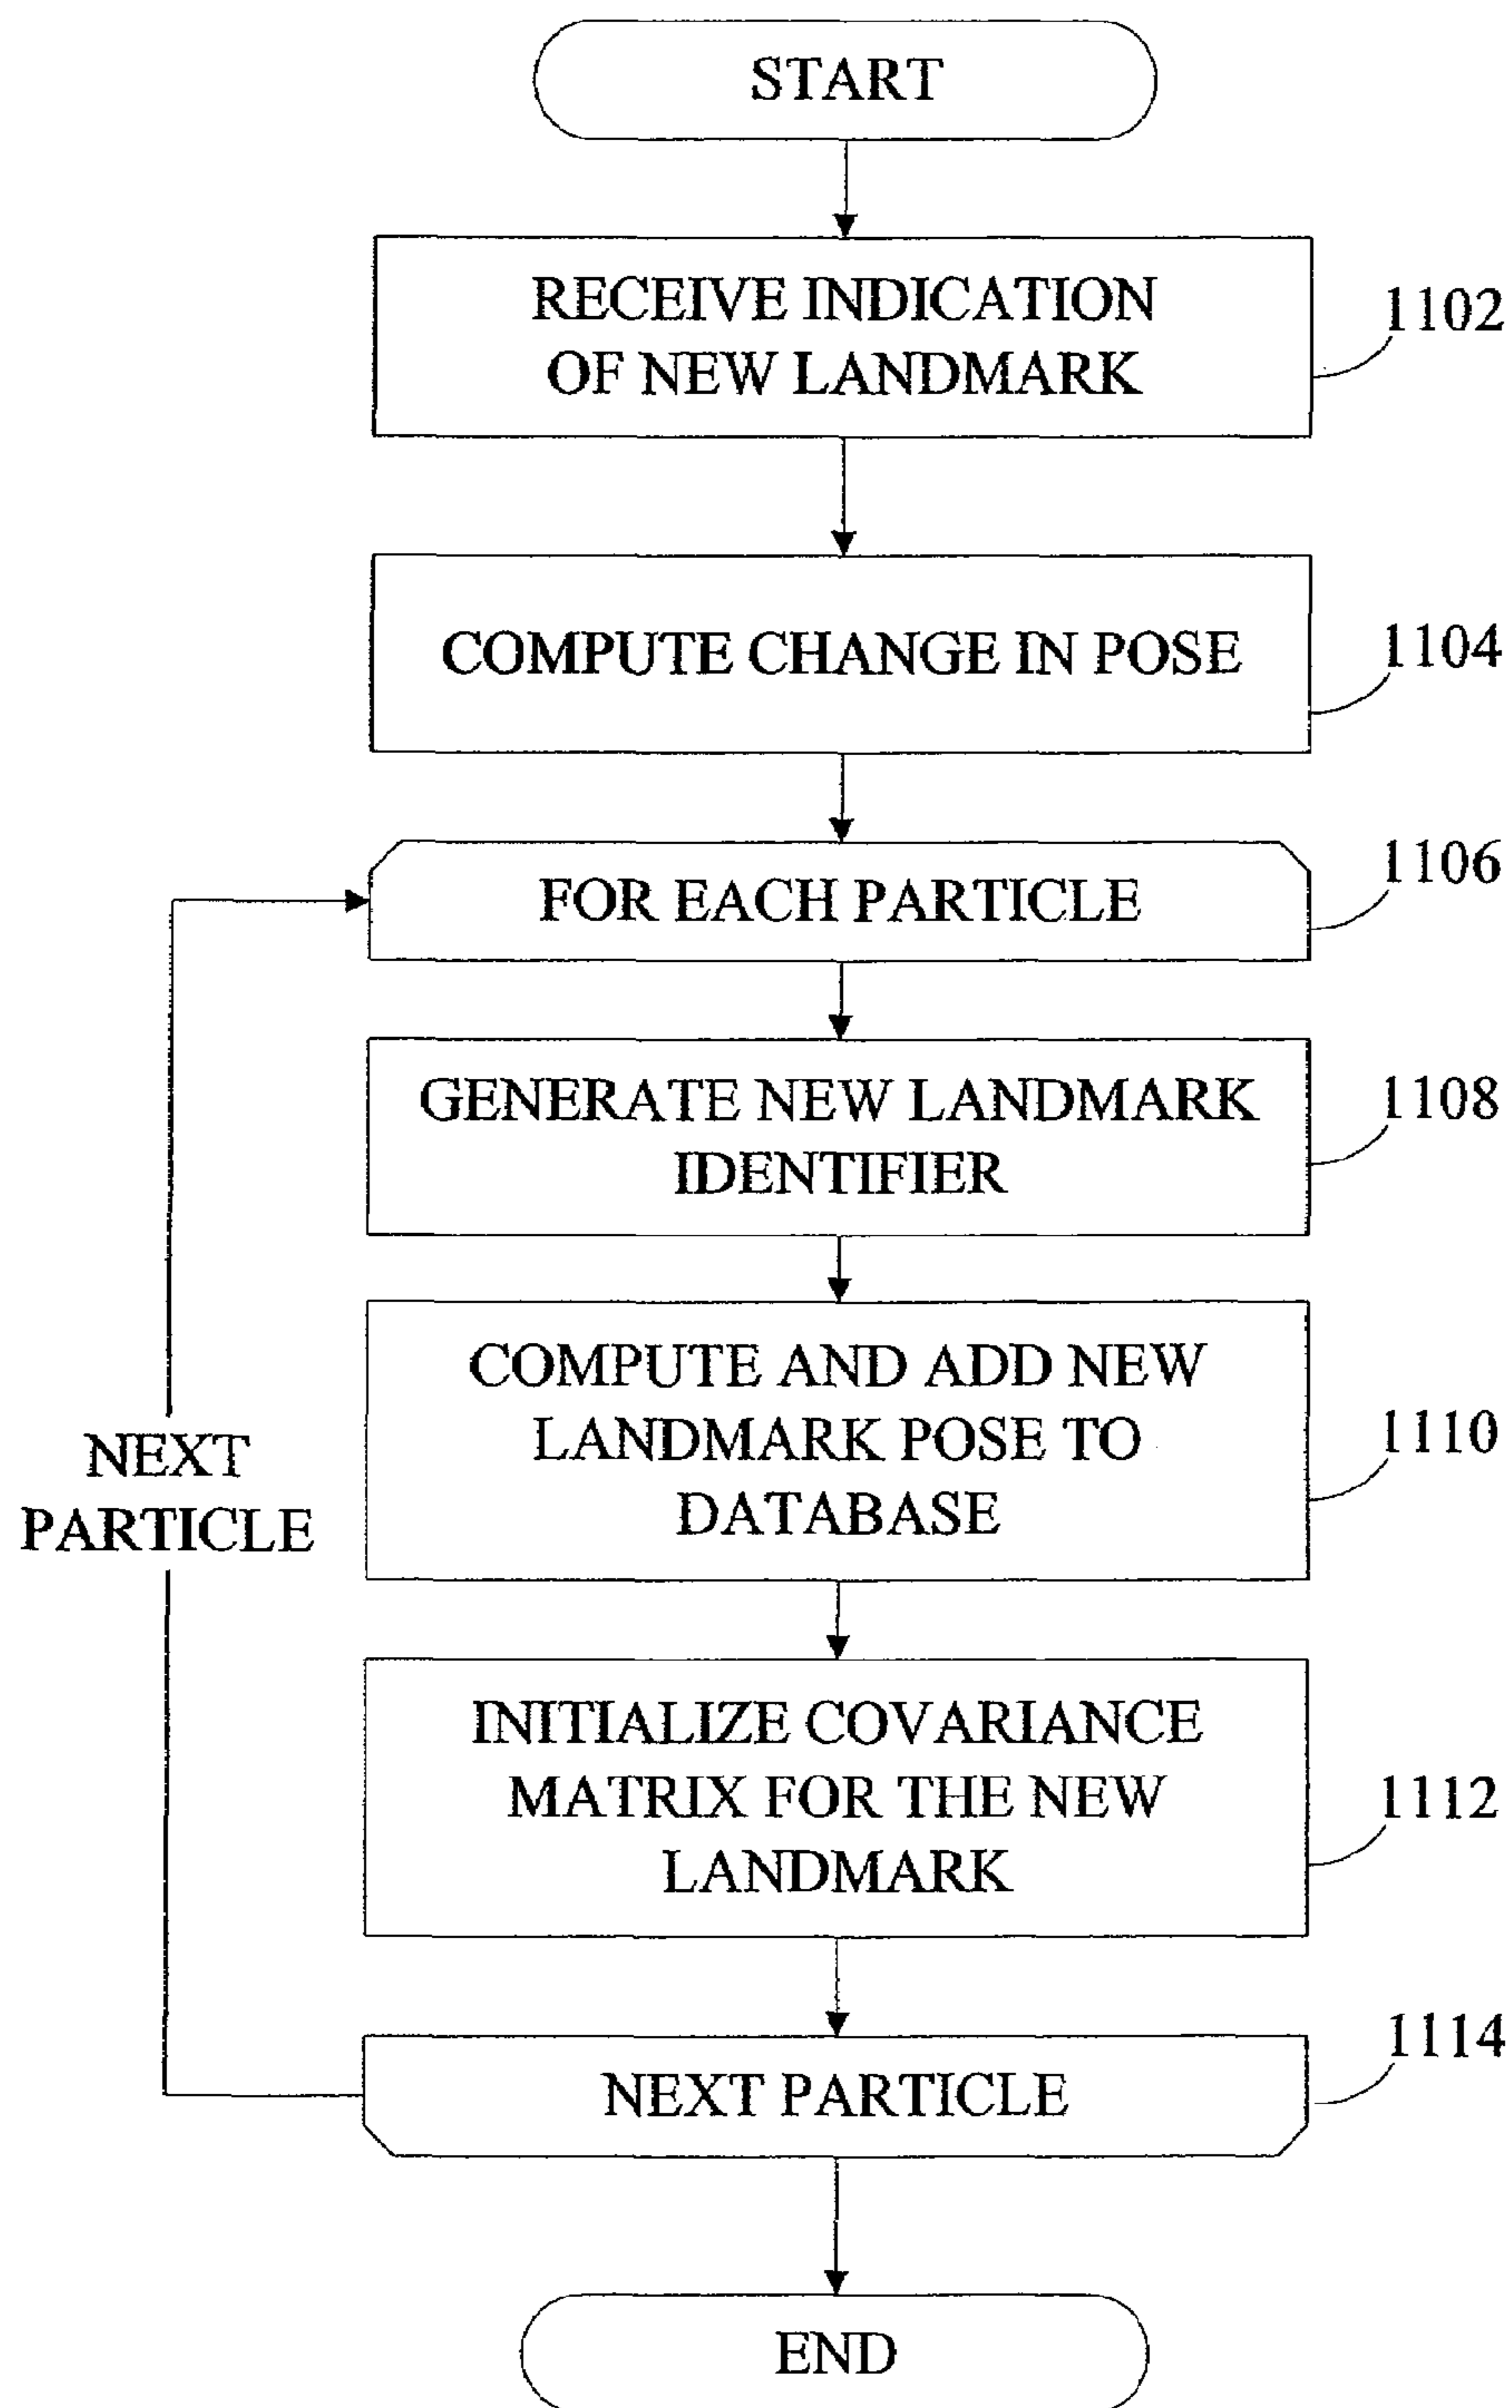 START
RECEIVE INDICATION
OF NEW LANDMARK
1102
COMPUTE CHANGE IN POSE
1104
FOR EACH PARTICLE
1106
GENERATE NEW LANDMARK
IDENTIFIER
1108
COMPUTE AND ADD NEW
LANDMARK POSE TO
DATABASE
1110
NEXT
PARTICLE
INITIALIZE COVARIANCE
MATRIX FOR THE NEW
LANDMARK
1112
NEXT PARTICLE
1114
END